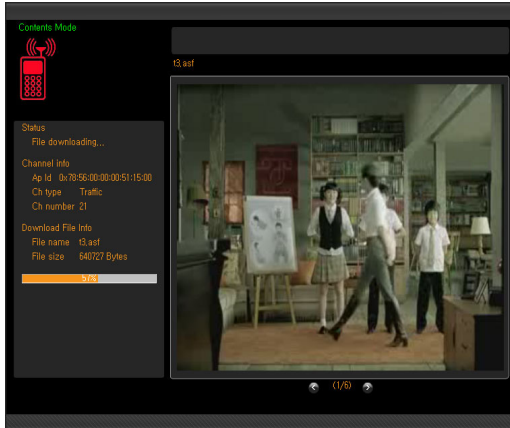 Contents Mode
t3.asf
Status
File downloading...
Channel info
Ap Id 0x78:56:00:00:00:51:15:00
Ch type Traffic
Ch number 21
Download File Info
File name t3.asf
File size 640727 Bytes
57%
(1/6)